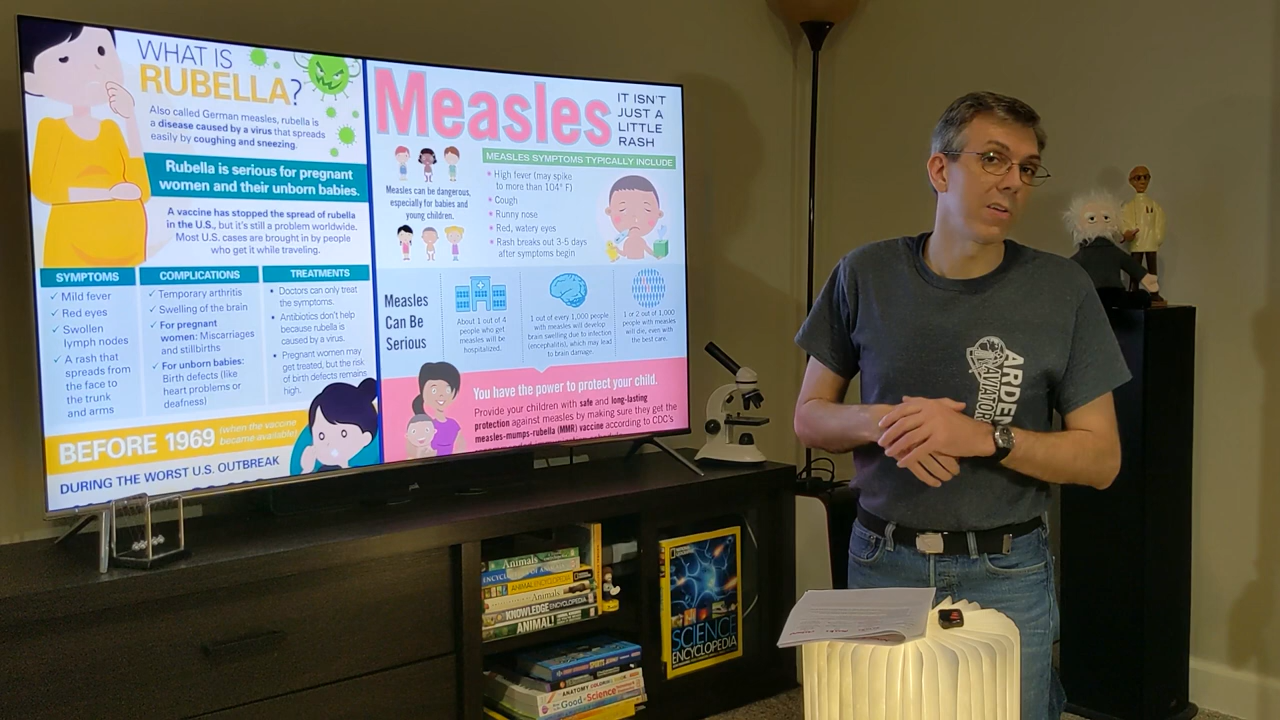 WHAT IS
RUBELLA?
Also called German measles, rubella is
a disease caused by a virus that spreads
easily by coughing and sneezing.
Rubella is serious for pregnant
women and their unborn babies.
A vaccine has stopped the spread of rubella
in the U.S., but it's still a problem worldwide.
Most U.S. cases are brought in by people
who get it while traveling.
SYMPTOMS
✓ Mild fever
✓ Red eyes
✓ Swollen
lymph nodes
✓ A rash that
spreads from
the face to
the trunk
and arms
COMPLICATIONS
✓ Temporary arthritis
✓ Swelling of the brain
✓ For pregnant
women: Miscarriages
and stillbirths
✓ For unborn babies:
Birth defects (like
heart problems or
deafness)
TREATMENTS
• Doctors can only treat
the symptoms.
• Antibiotics don't help
because rubella is
caused by a virus.
• Pregnant women may
get treated, but the risk
of birth defects remains
high.
BEFORE 1969 (when the vaccine
became available)
DURING THE WORST U.S. OUTBREAK
Measles
IT ISN'T
JUST A
LITTLE
RASH
Measles can be dangerous,
especially for babies and
young children.
MEASLES SYMPTOMS TYPICALLY INCLUDE
• High fever (may spike
to more than 104° F)
• Cough
• Runny nose
• Red, watery eyes
• Rash breaks out 3-5 days
after symptoms begin
Measles
Can Be
Serious
About 1 out of 4
people who get
measles will be
hospitalized.
1 out of every 1,000 people
with measles will develop
brain swelling due to infection
(encephalitis), which may lead
to brain damage.
1 or 2 out of 1,000
people with measles
will die, even with
the best care.
You have the power to protect your child.
Provide your children with safe and long-lasting
protection against measles by making sure they get the
measles-mumps-rubella (MMR) vaccine according to CDC's
ARDEN
AVIATOR
Animals
ANIMAL ENCYCLOPEDIA
Animals
KNOWLEDGE ENCYCLOPEDIA
ANIMAL!
SCIENCE
ENCYCLOPEDIA
SPORTS
ANATOMY COLORING
Good Science